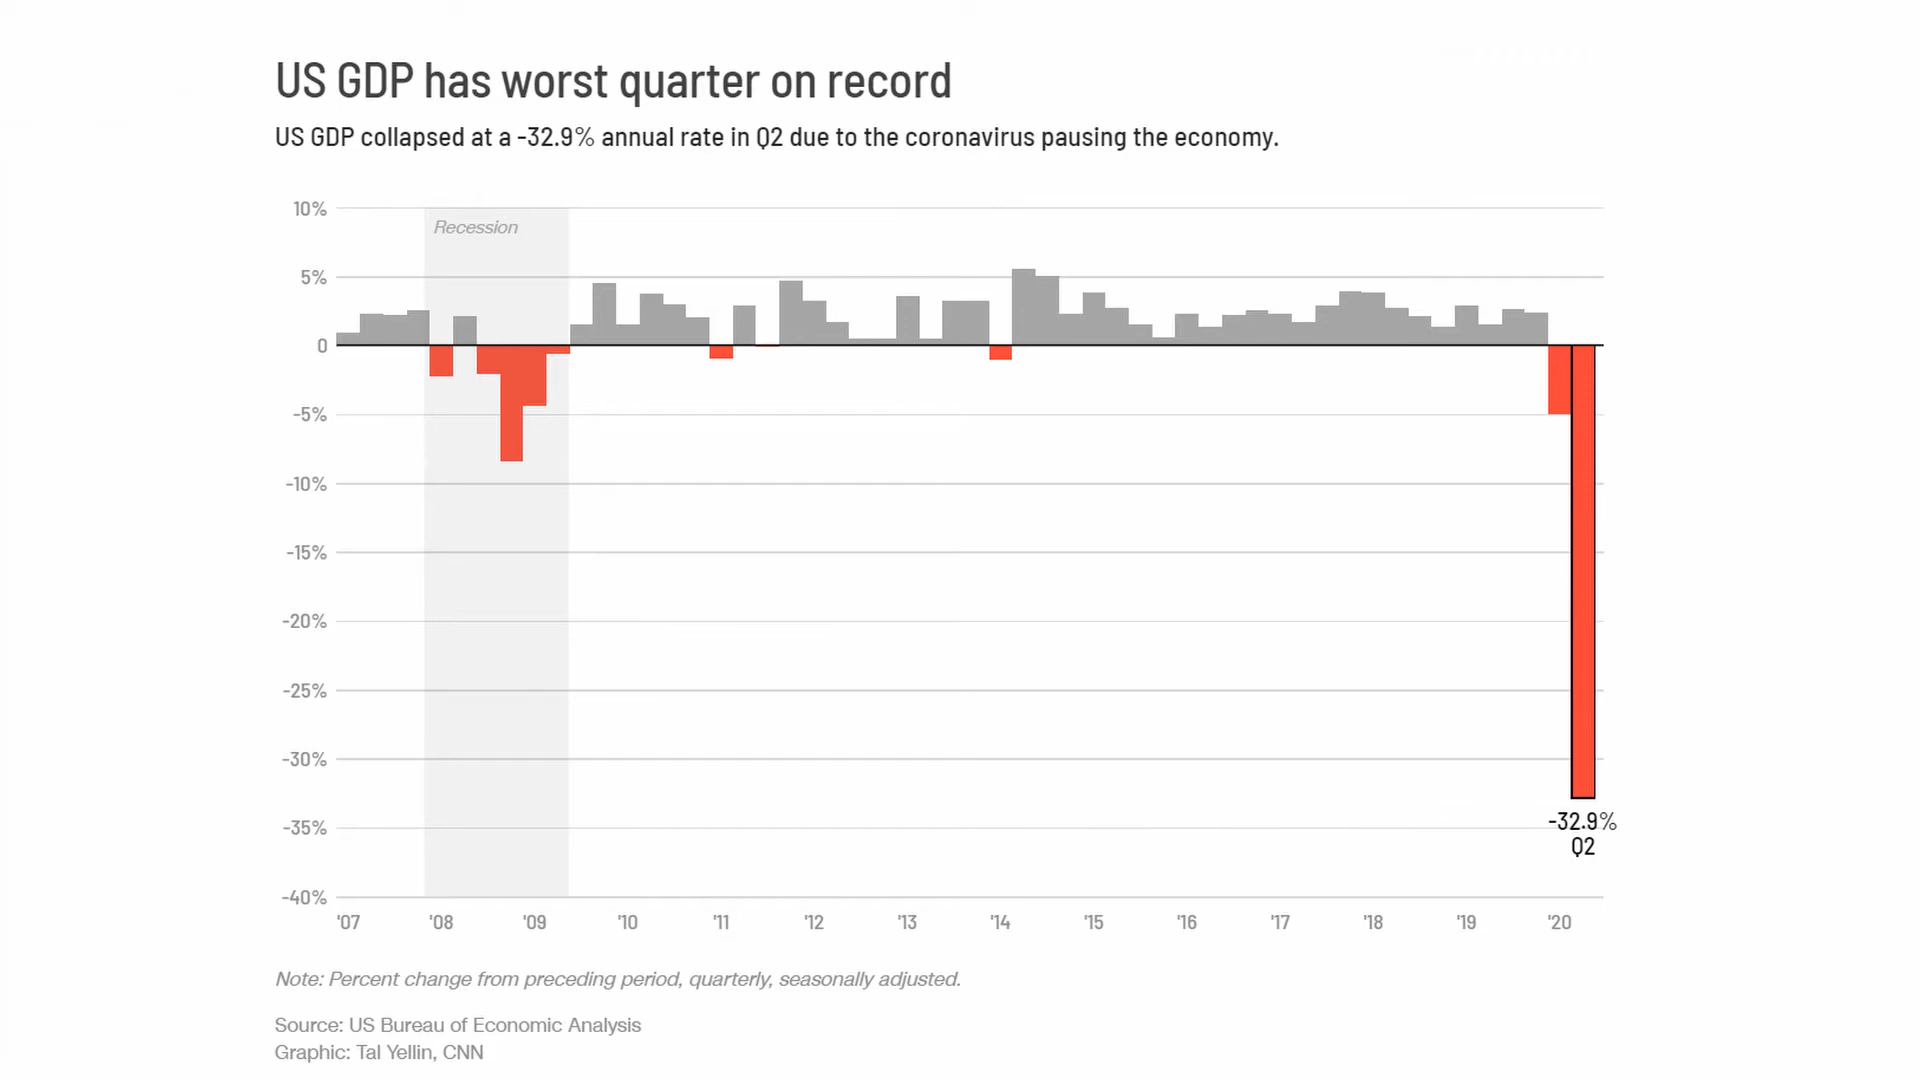 US GDP has worst quarter on record
US GDP collapsed at a -32.9% annual rate in Q2 due to the coronavirus pausing the economy.
10%
Recession
5%
0
-5%
-10%
-15%
-20%
-25%
-30%
-32.9%
Q2
-35%
-40%
'07 '08 '09 '10 '11 '12 '13 '14 '15 '16 '17 '18 '19 '20
Note: Percent change from preceding period, quarterly, seasonally adjusted.
Source: US Bureau of Economic Analysis
Graphic: Tal Yellin, CNN